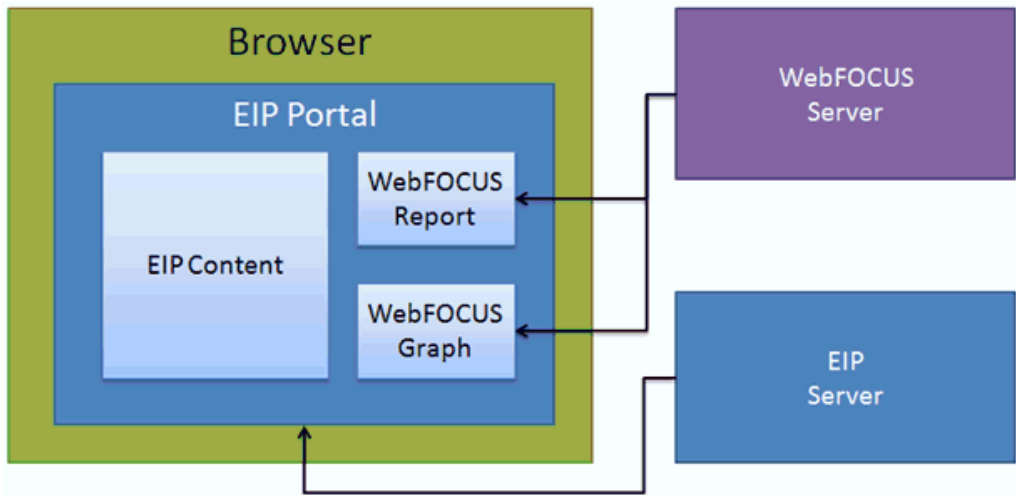 Browser
EIP Portal
EIP Content
WebFOCUS
Report
WebFOCUS
Graph
WebFOCUS
Server
EIP
Server